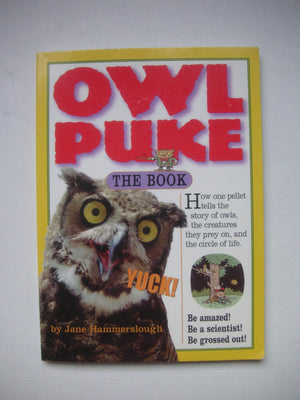 OWL
PUKE
THE BOOK
How one pellet
tells the
story of owls,
the creatures
they prey on, and
the circle of life.
YUCK!
Be amazed!
Be a scientist!
Be grossed out!
by Jane Hammerslough